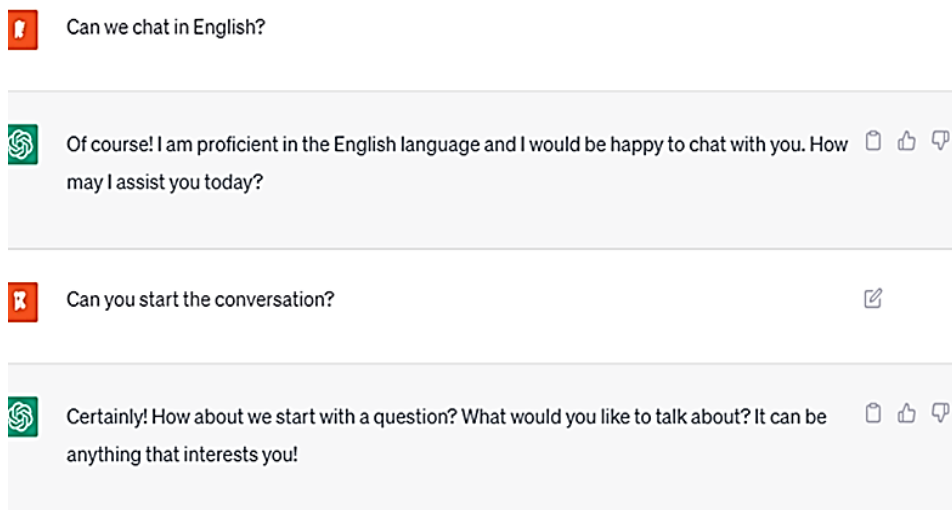 Can we chat in English?
Of course! I am proficient in the English language and I would be happy to chat with you. How
may I assist you today?
Can you start the conversation?
Certainly! How about we start with a question? What would you like to talk about? It can be
anything that interests you!